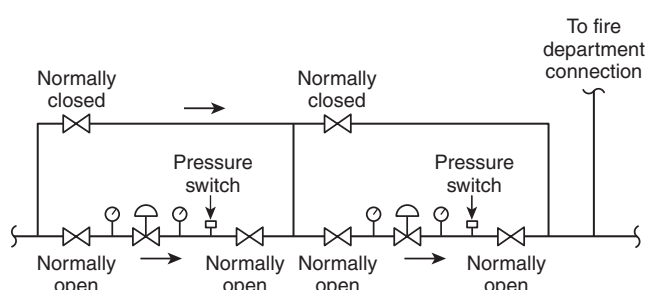 To fire
department
connection
Normally
closed
Normally
closed
Pressure
switch
Pressure
switch
Normally
open
Normally
open
Normally
open
Normally
open